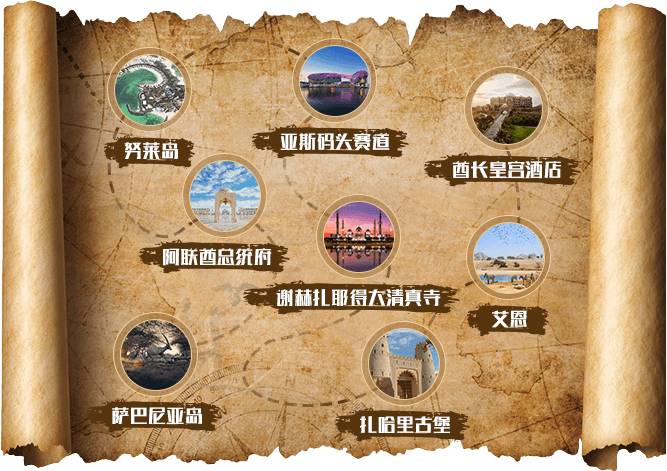 努莱岛
亚斯码头赛道
酋长皇宫酒店
阿联酋总统府
谢赫扎耶得大清真寺
艾恩
萨巴尼亚岛
扎哈里古堡